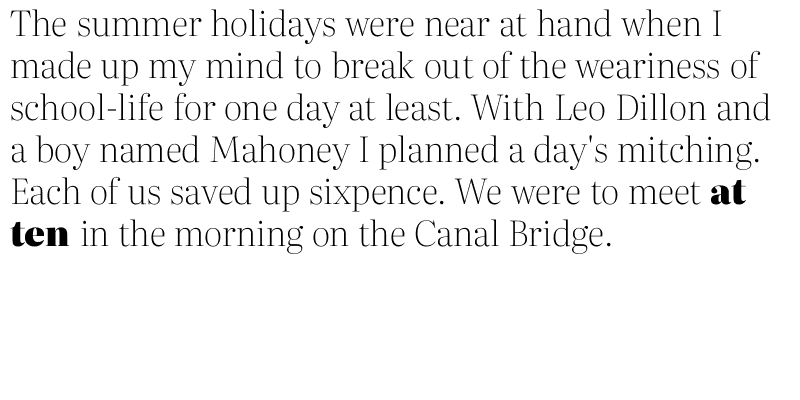 The summer holidays were near at hand when I
made up my mind to break out of the weariness of
school-life for one day at least. With Leo Dillon and
a boy named Mahoney I planned a day's mitching.
Each of us saved up sixpence. We were to meet at
ten in the morning on the Canal Bridge.